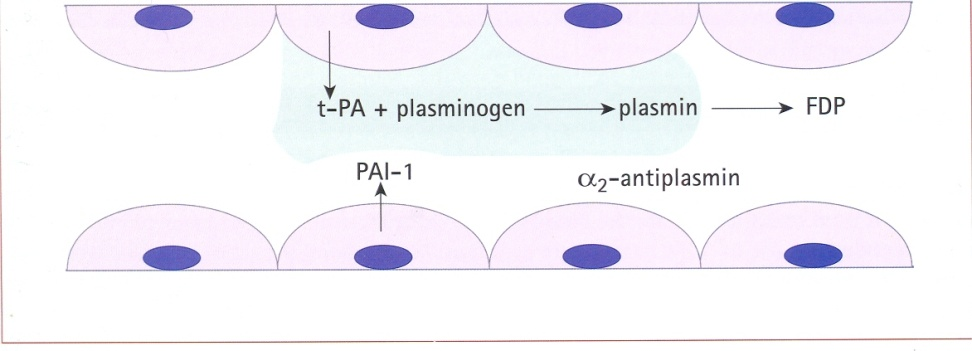 t-PA + plasminogen → plasmin → FDP
PAI-1
α₂-antiplasmin